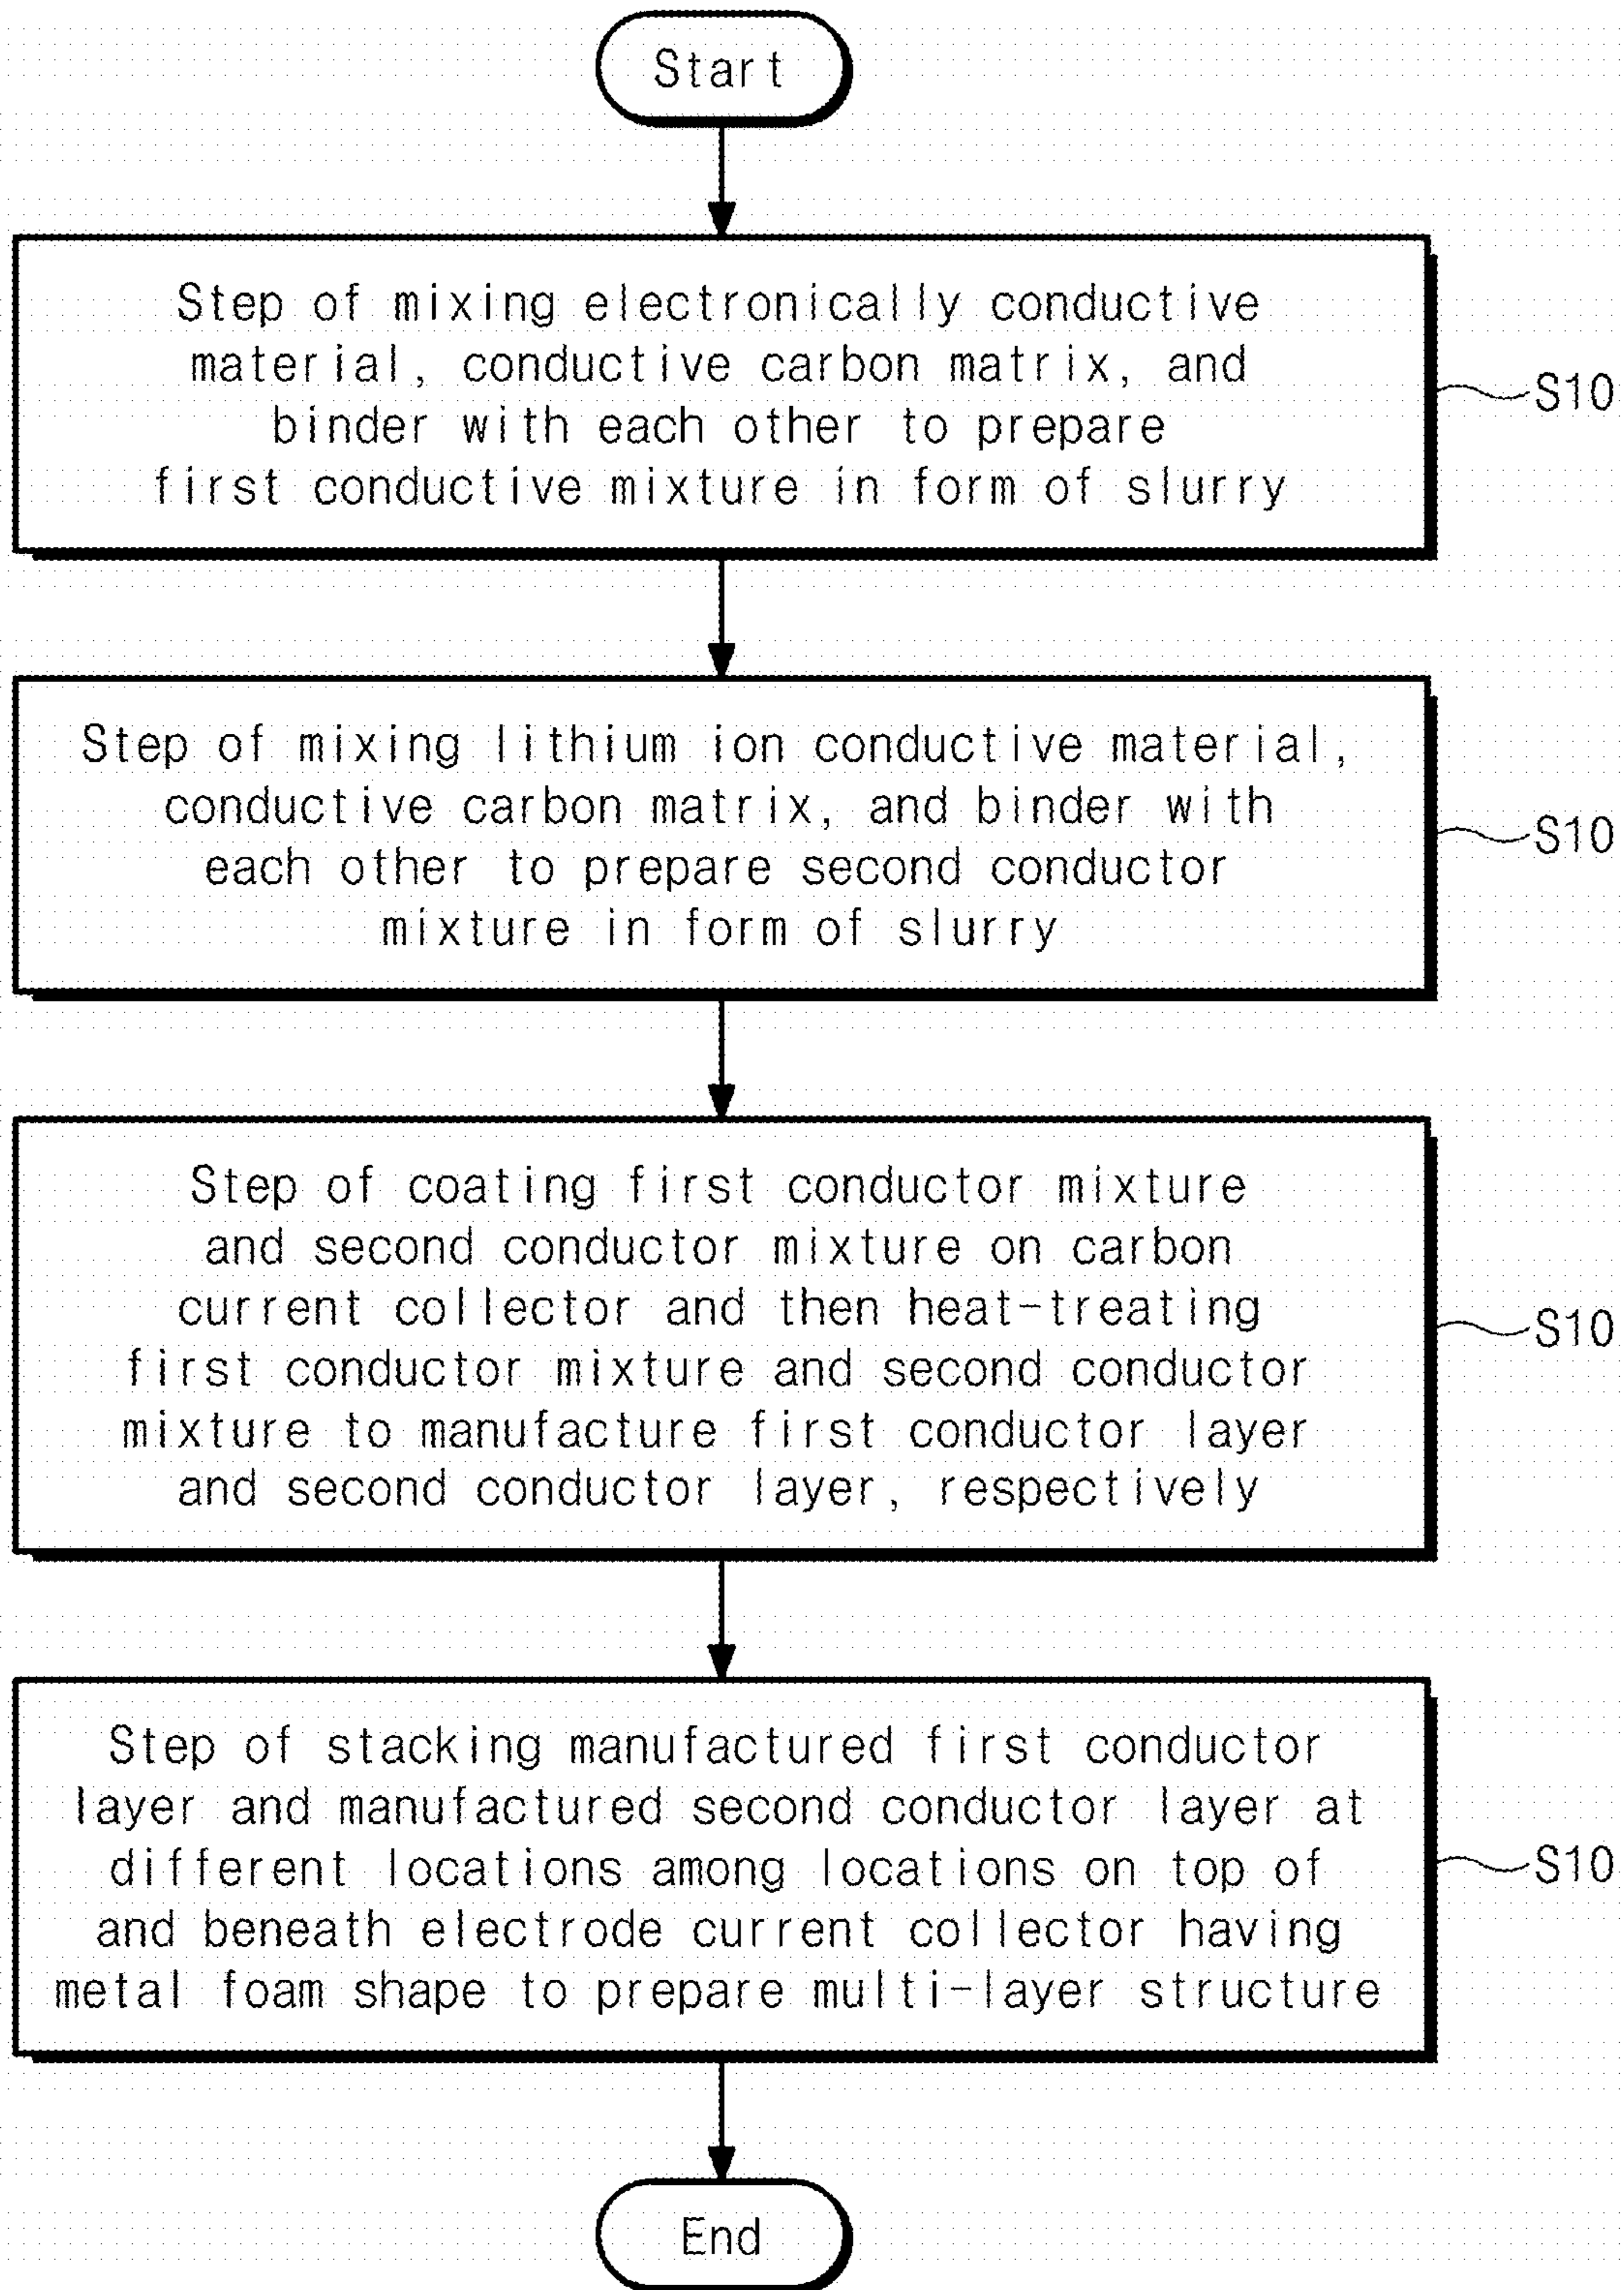 Start
Step of mixing electronically conductive
material, conductive carbon matrix, and
binder with each other to prepare
first conductive mixture in form of slurry
S10
Step of mixing lithium ion conductive material,
conductive carbon matrix, and binder with
each other to prepare second conductor
mixture in form of slurry
S10
Step of coating first conductor mixture
and second conductor mixture on carbon
current collector and then heat-treating
first conductor mixture and second conductor
mixture to manufacture first conductor layer
and second conductor layer, respectively
S10
Step of stacking manufactured first conductor
layer and manufactured second conductor layer at
different locations among locations on top of
and beneath electrode current collector having
metal foam shape to prepare multi-layer structure
S10
End